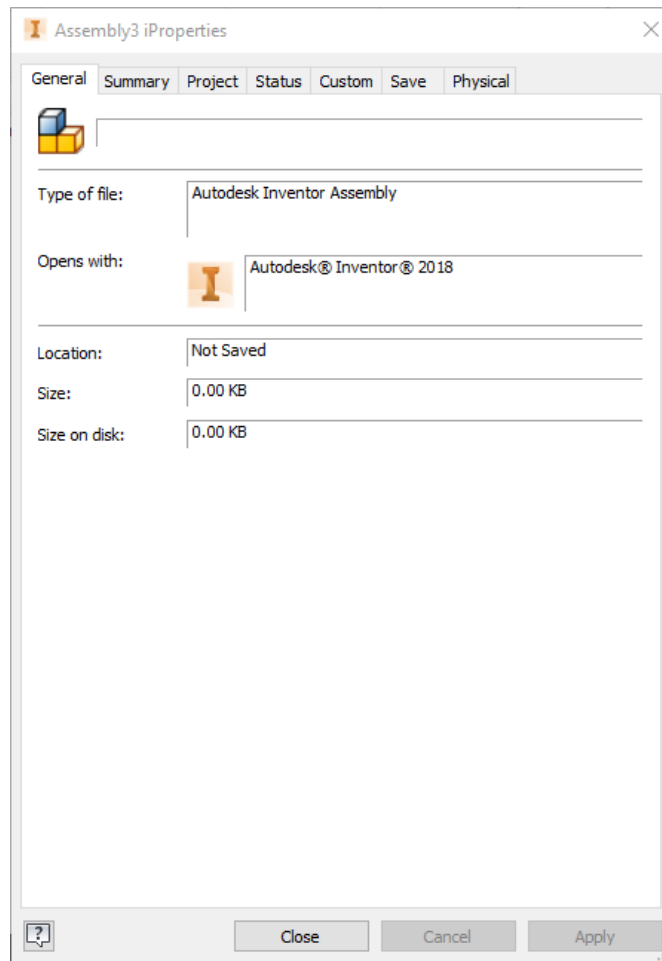 Assembly3 iProperties
General Summary Project Status Custom Save Physical
Type of file: Autodesk Inventor Assembly
Opens with: Autodesk® Inventor® 2018
Location: Not Saved
Size: 0.00 KB
Size on disk: 0.00 KB
Close Cancel Apply